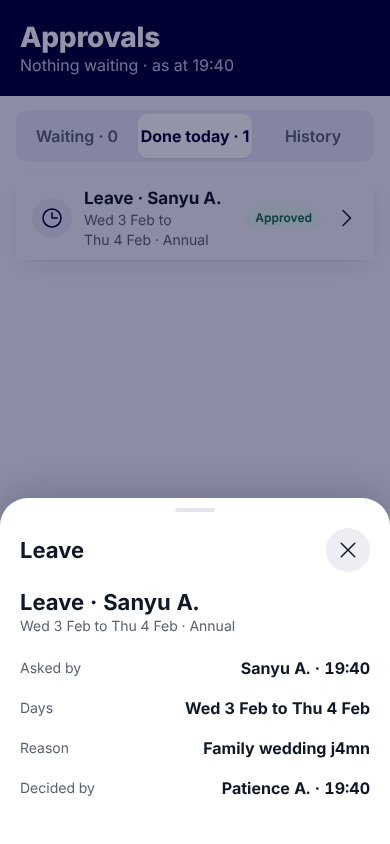 Approvals
Nothing waiting · as at 19:40
Waiting · 0
Done today · 1
History
Leave · Sanyu A.
Wed 3 Feb to
Thu 4 Feb · Annual
Approved
Leave
Leave · Sanyu A.
Wed 3 Feb to Thu 4 Feb · Annual
Asked by
Sanyu A. · 19:40
Days
Wed 3 Feb to Thu 4 Feb
Reason
Family wedding j4mn
Decided by
Patience A. · 19:40